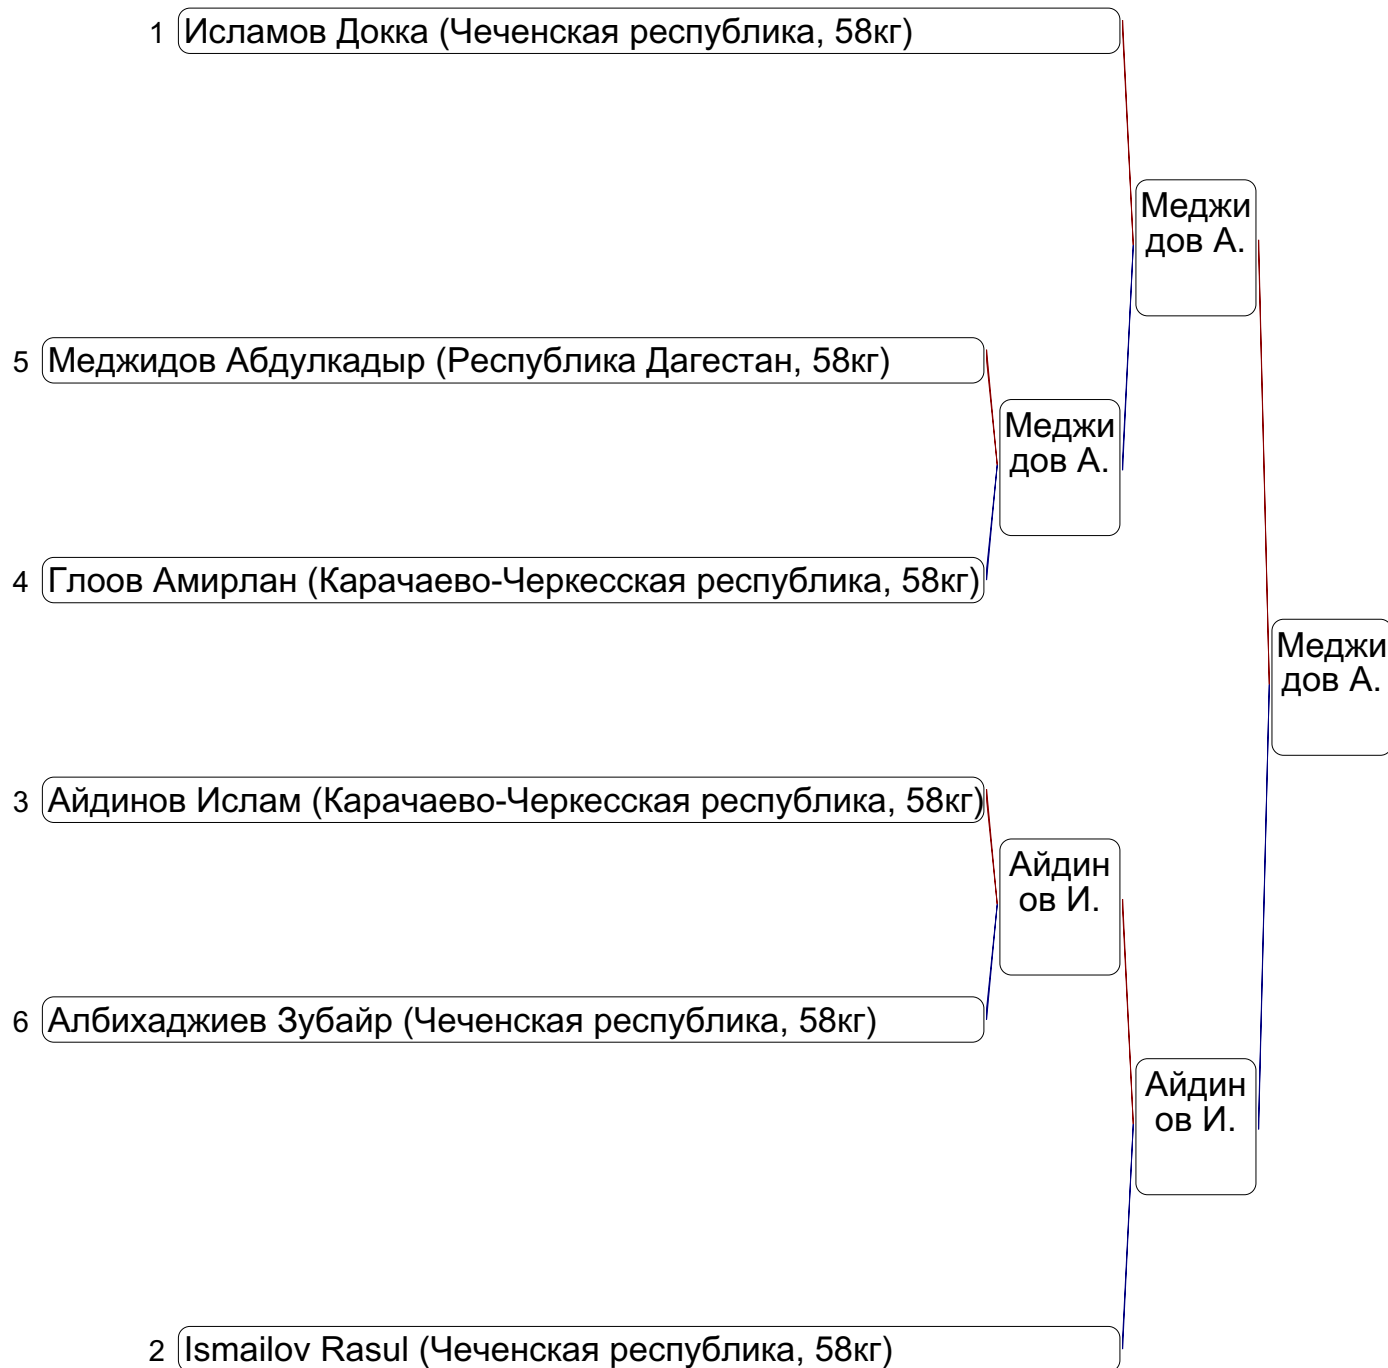 1 Исламов Докка (Чеченская республика, 58кг)
Меджи
дов А.
5 Меджидов Абдулкадыр (Республика Дагестан, 58кг)
Меджи
дов А.
4 Глоов Амирлан (Карачаево-Черкесская республика, 58кг)
Меджи
дов А.
3 Айдинов Ислам (Карачаево-Черкесская республика, 58кг)
Айдин
ов И.
6 Албихаджиев Зубайр (Чеченская республика, 58кг)
Айдин
ов И.
2 Ismailov Rasul (Чеченская республика, 58кг)